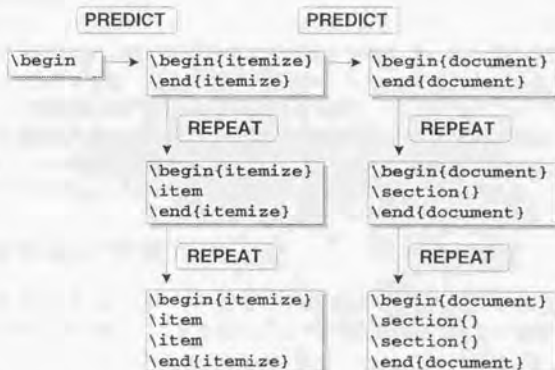 PREDICT PREDICT
\begin
\begin{itemize}
\end{itemize}
\begin{document}
\end{document}
REPEAT REPEAT
\begin{itemize}
\item
\end{itemize}
\begin{document}
\section{}
\end{document}
REPEAT REPEAT
\begin{itemize}
\item
\item
\end{itemize}
\begin{document}
\section{}
\section{}
\end{document}